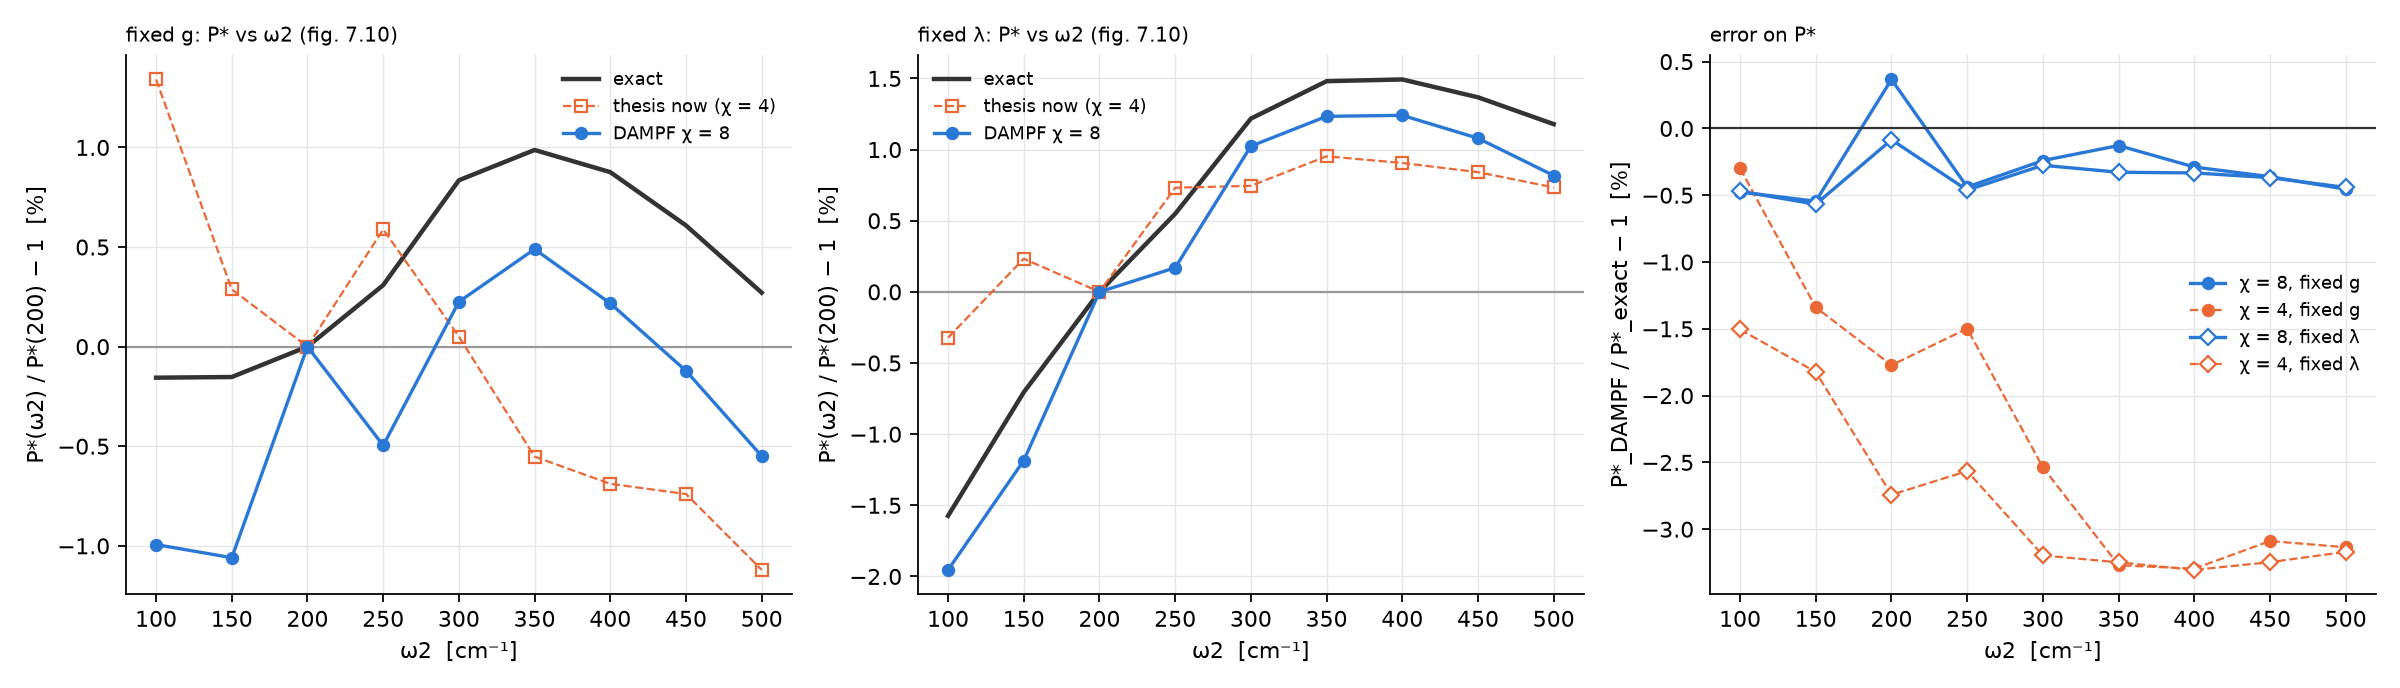 fixed g: P* vs ω2 (fig. 7.10)
P*(ω2) / P*(200) − 1 [%]
1.0
0.5
0.0
−0.5
−1.0
exact
thesis now (χ = 4)
DAMPF χ = 8
100 150 200 250 300 350 400 450 500
ω2 [cm⁻¹]
fixed λ: P* vs ω2 (fig. 7.10)
P*(ω2) / P*(200) − 1 [%]
1.5
1.0
0.5
0.0
−0.5
−1.0
−1.5
−2.0
exact
thesis now (χ = 4)
DAMPF χ = 8
100 150 200 250 300 350 400 450 500
ω2 [cm⁻¹]
error on P*
P*_DAMPF / P*_exact − 1 [%]
0.5
0.0
−0.5
−1.0
−1.5
−2.0
−2.5
−3.0
χ = 8, fixed g
χ = 4, fixed g
χ = 8, fixed λ
χ = 4, fixed λ
100 150 200 250 300 350 400 450 500
ω2 [cm⁻¹]